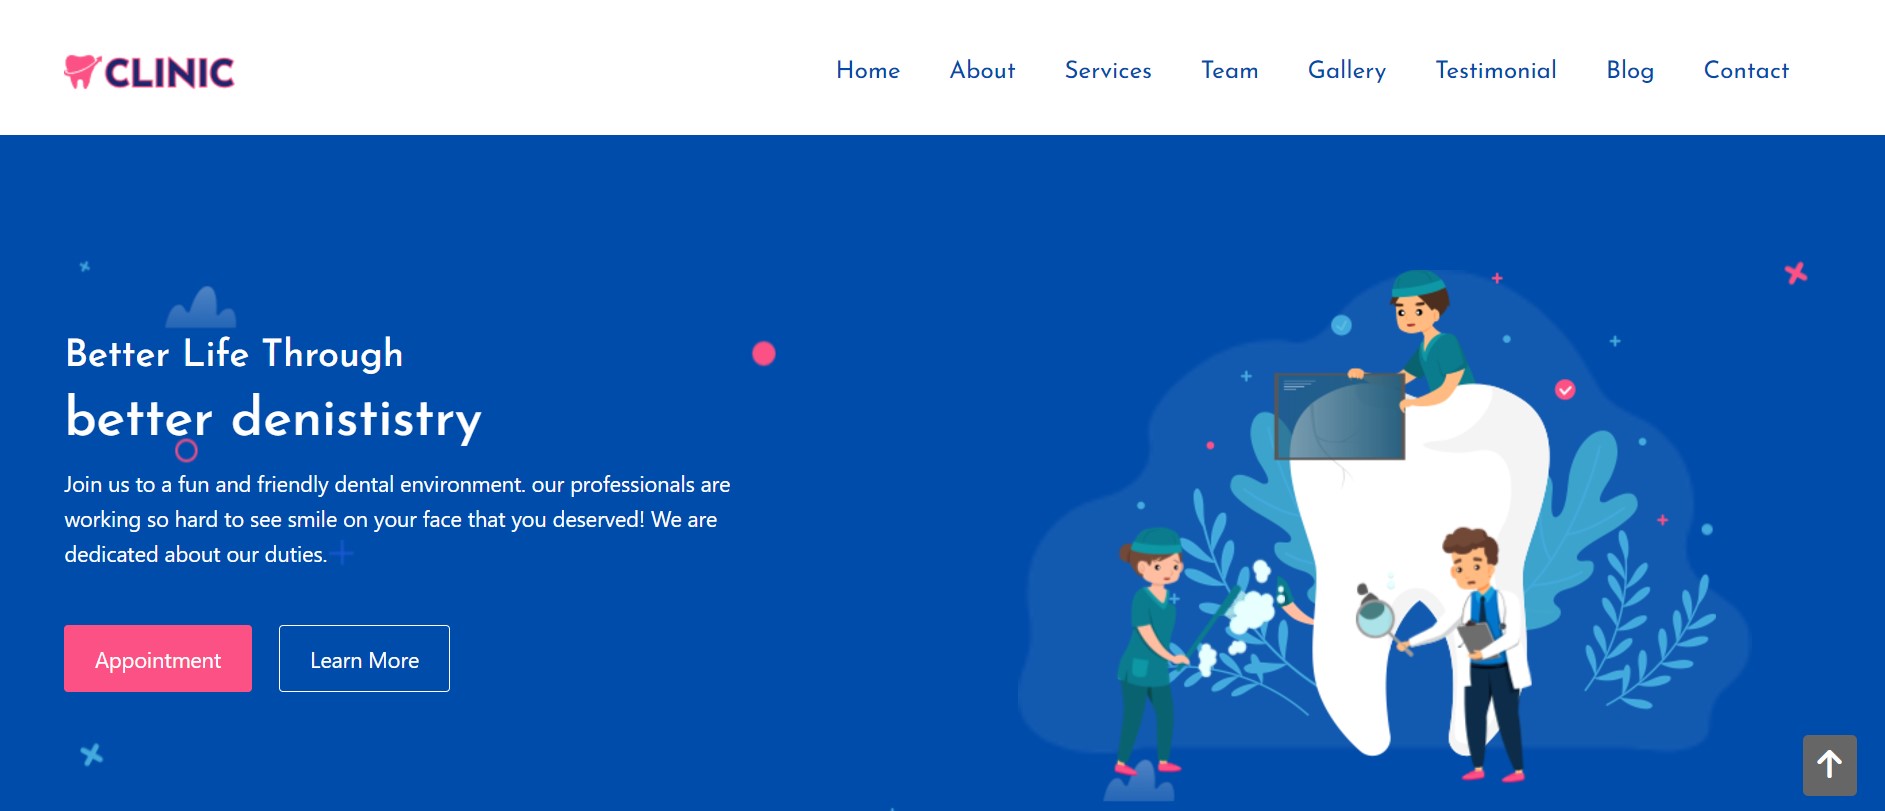 CLINIC
Home About Services Team Gallery Testimonial Blog Contact
Better Life Through
better denististry
Join us to a fun and friendly dental environment. our professionals are
working so hard to see smile on your face that you deserved! We are
dedicated about our duties.
Appointment Learn More